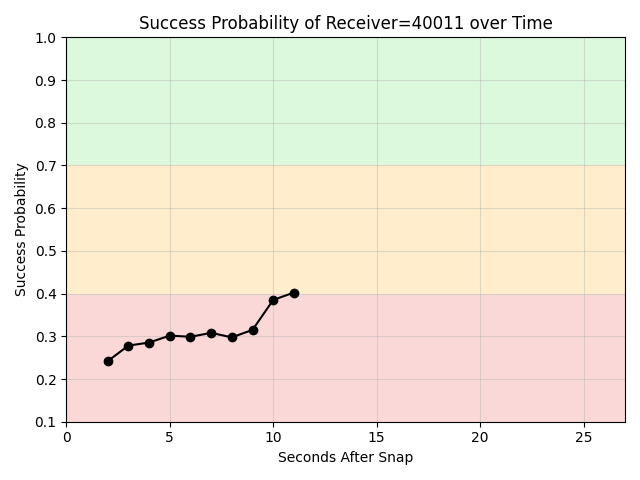 Success Probability of Receiver=40011 over Time
1.0
0.9
0.8
0.7
0.6
0.5
0.4
0.3
0.2
0.1
Success Probability
0 5 10 15 20 25
Seconds After Snap